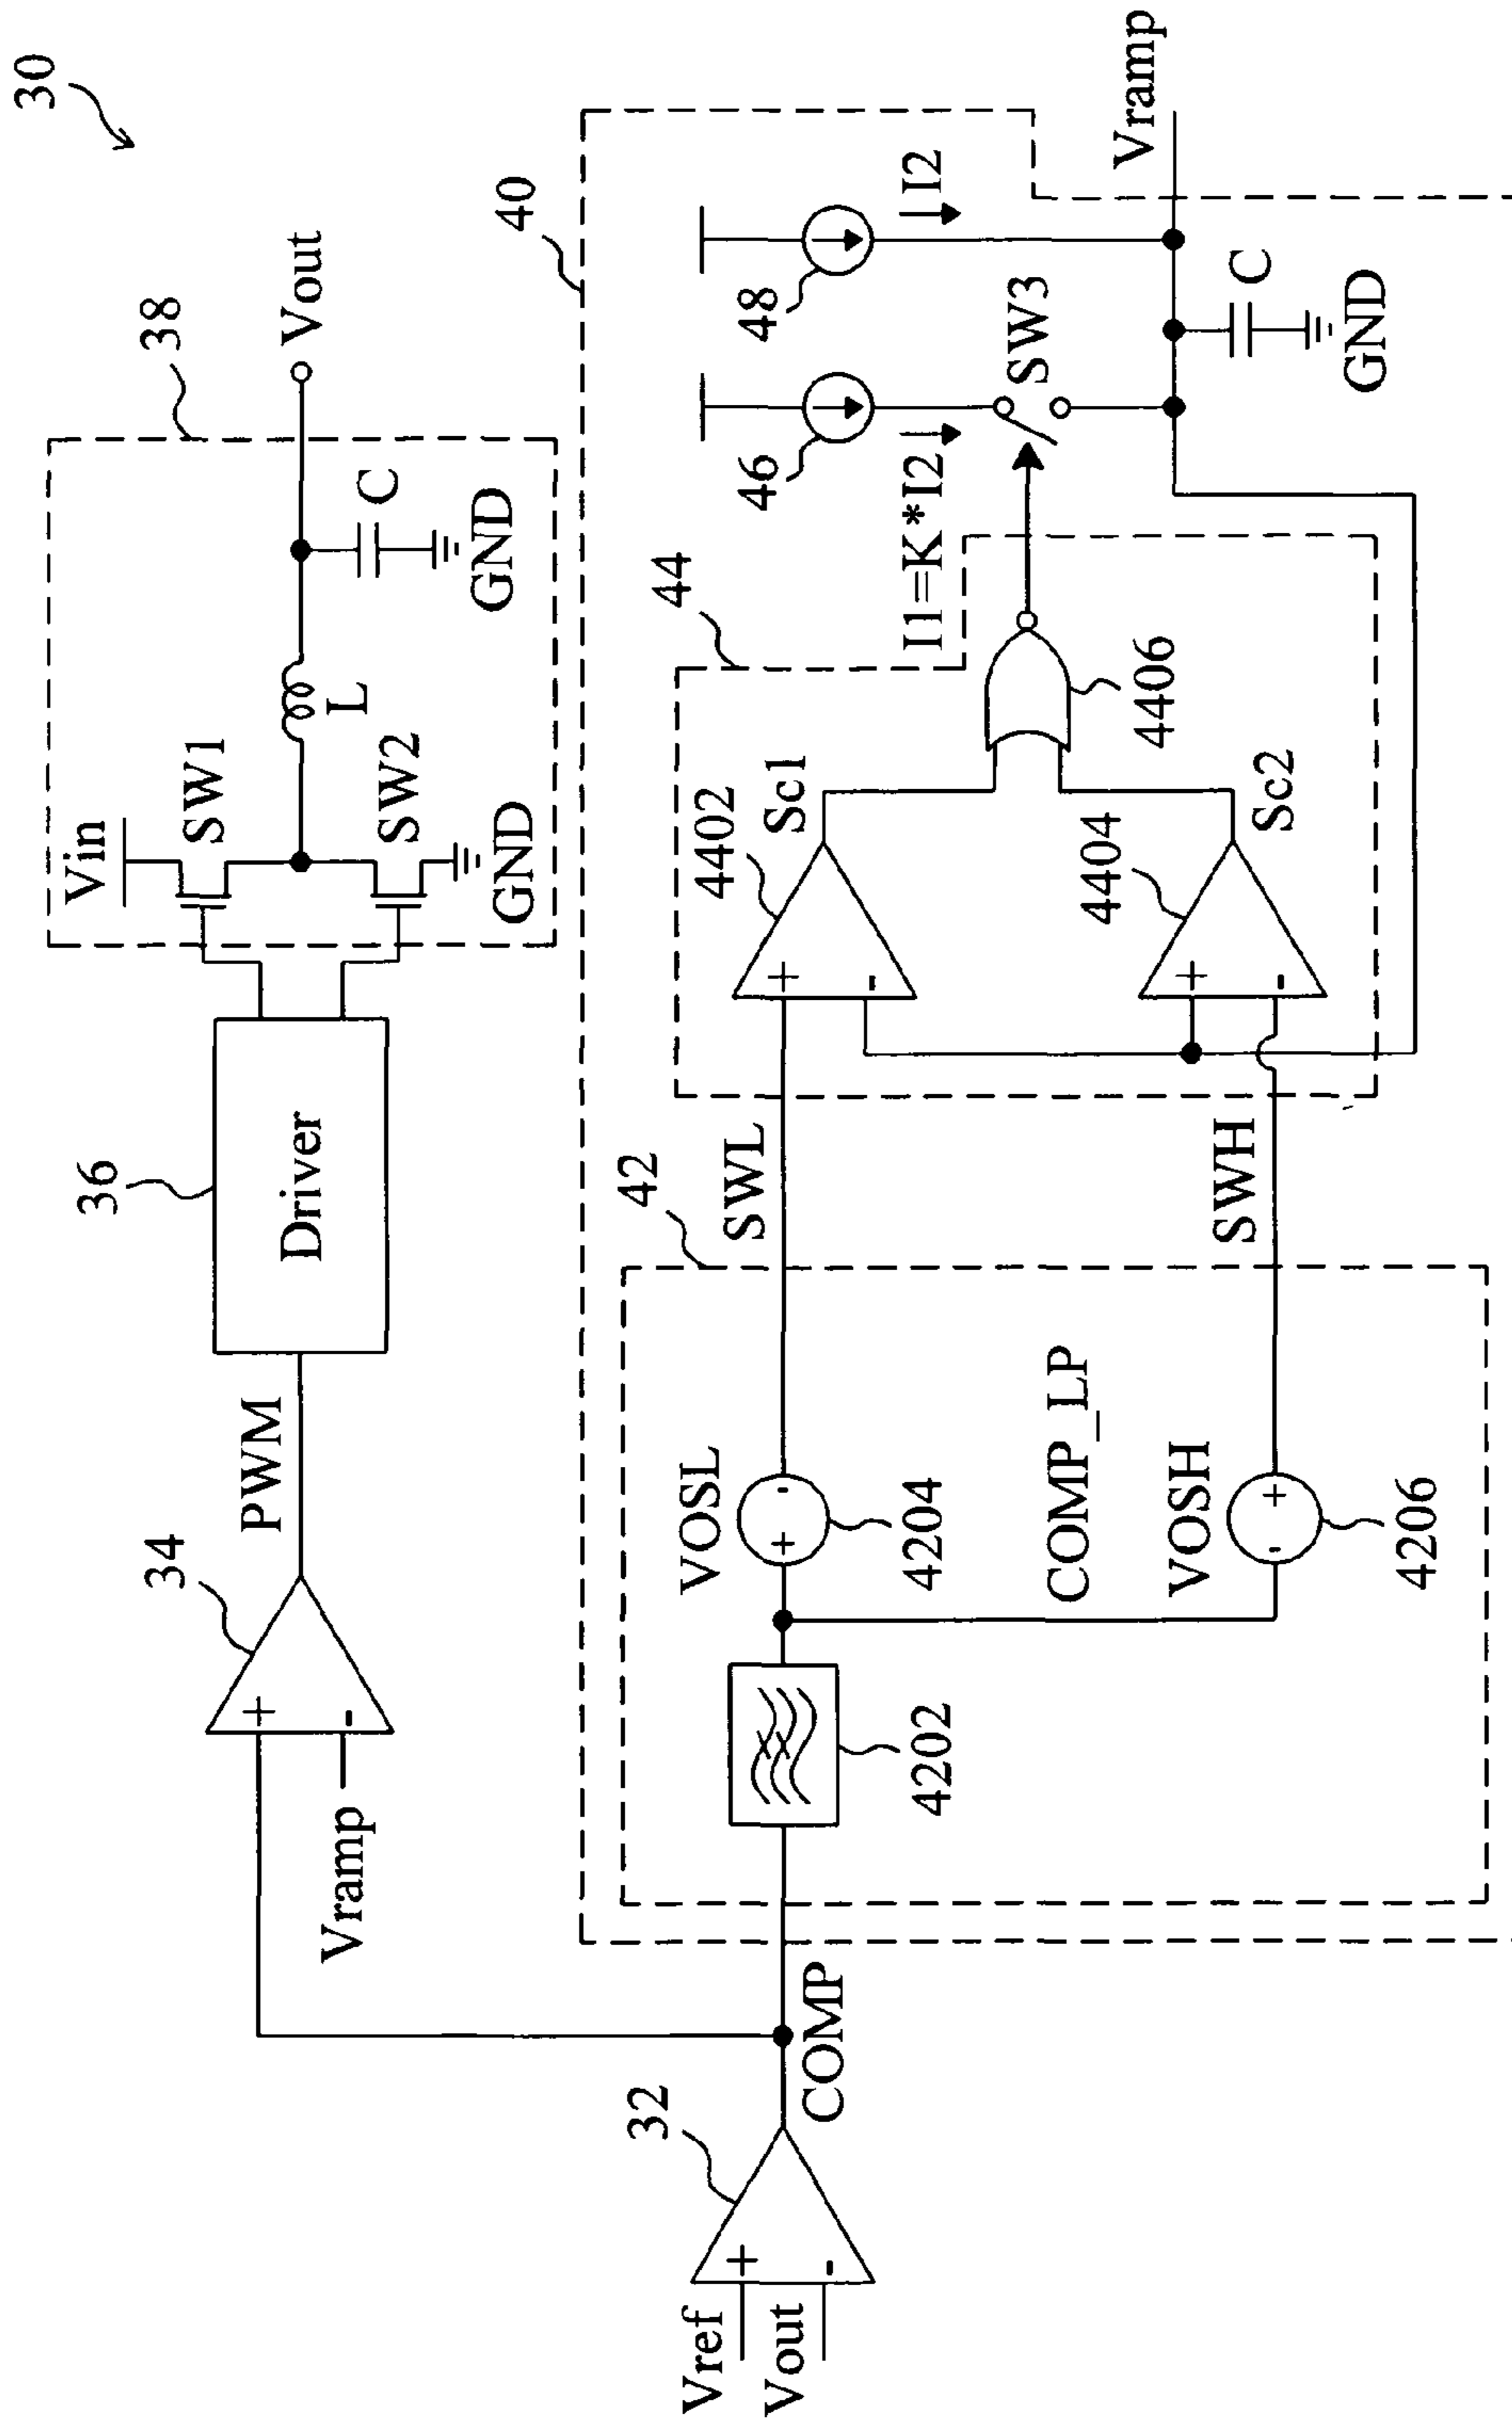 30
38
Vin
SW1
SW2
L
C
GND
GND
Vout
36
Driver
PWM
34
+
-
Vramp
40
32
Vref
Vout
+
-
COMP
42
4202
VOSL
+
-
4204
COMP_LP
VOSH
-
+
4206
SWL
SWH
44
4402
+
-
Sc1
4404
+
-
Sc2
4406
I1=K*I2
46
48
I2
SW3
C
GND
Vramp